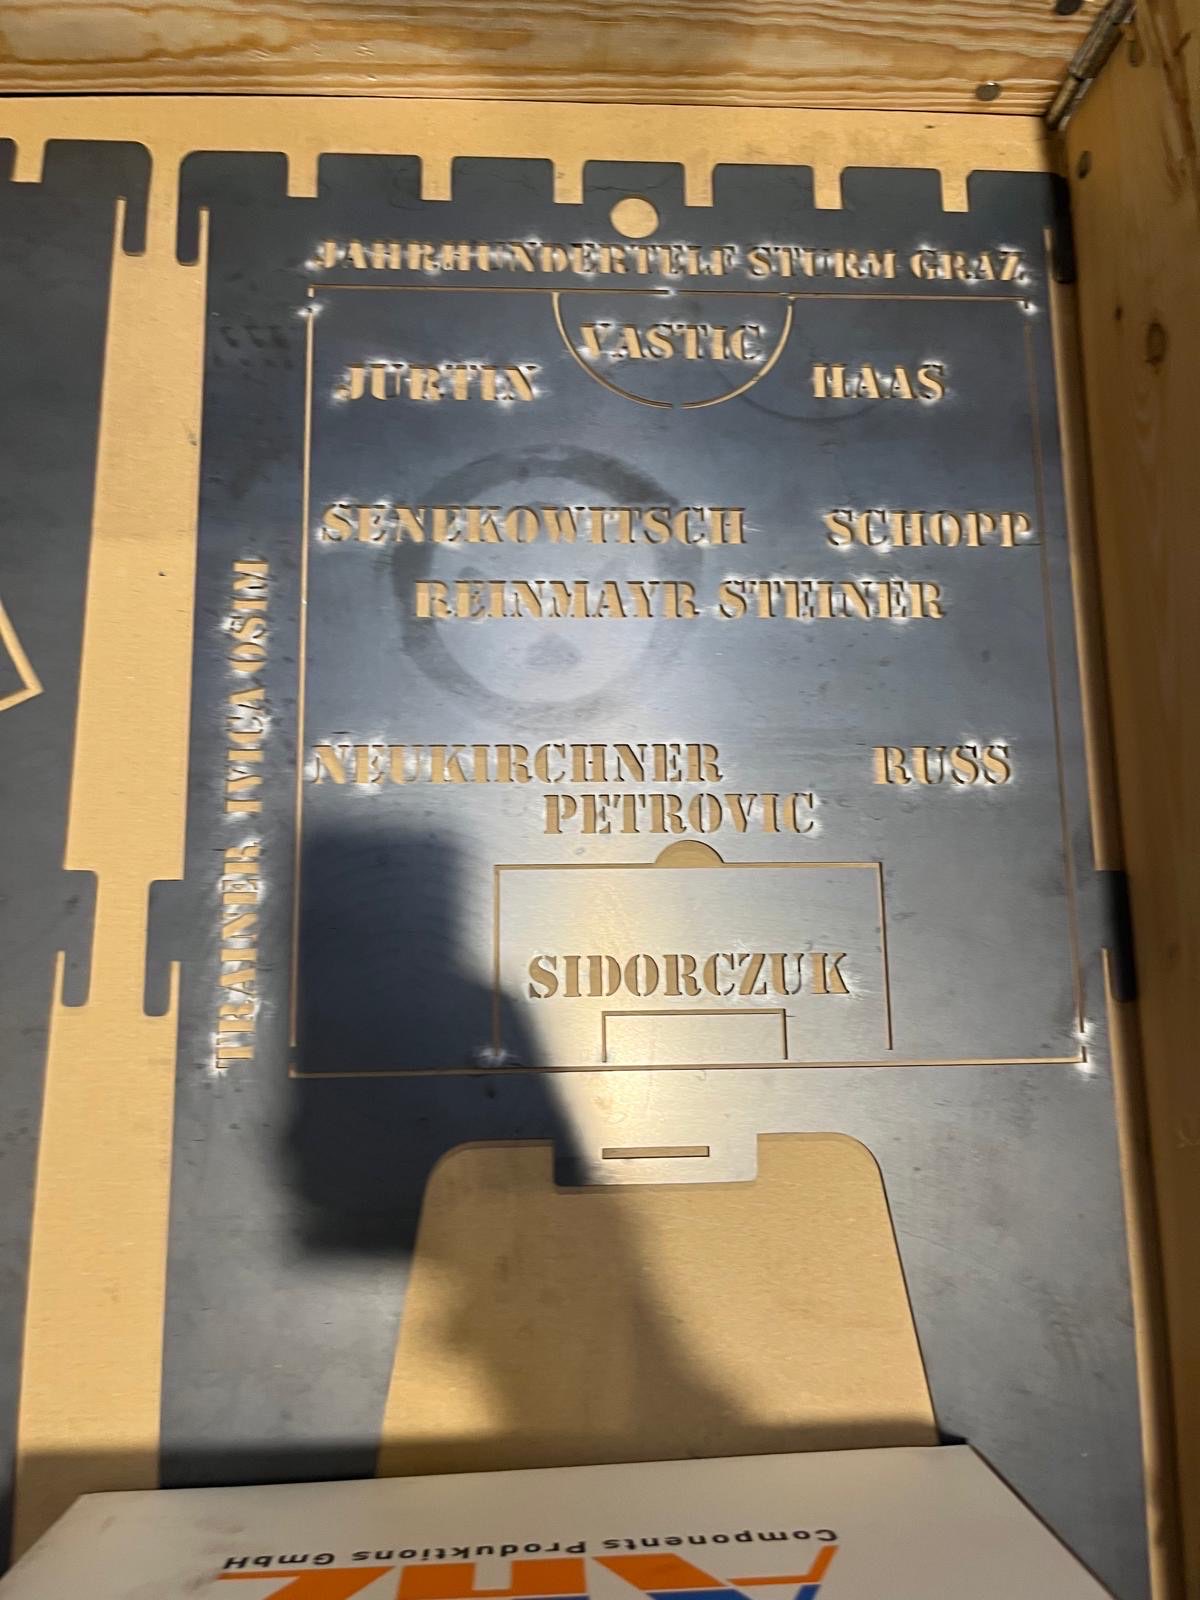 JAHRHUNDERTELF STURM GRAZ
VASTIC
JURTIN HAAS
SENEKOWITSCH SCHOPP
REINMAYR STEINER
NEUKIRCHNER RUSS
PETROVIC
SIDORCZUK
TRAINER IVICA OSIM
Components Produktions GmbH